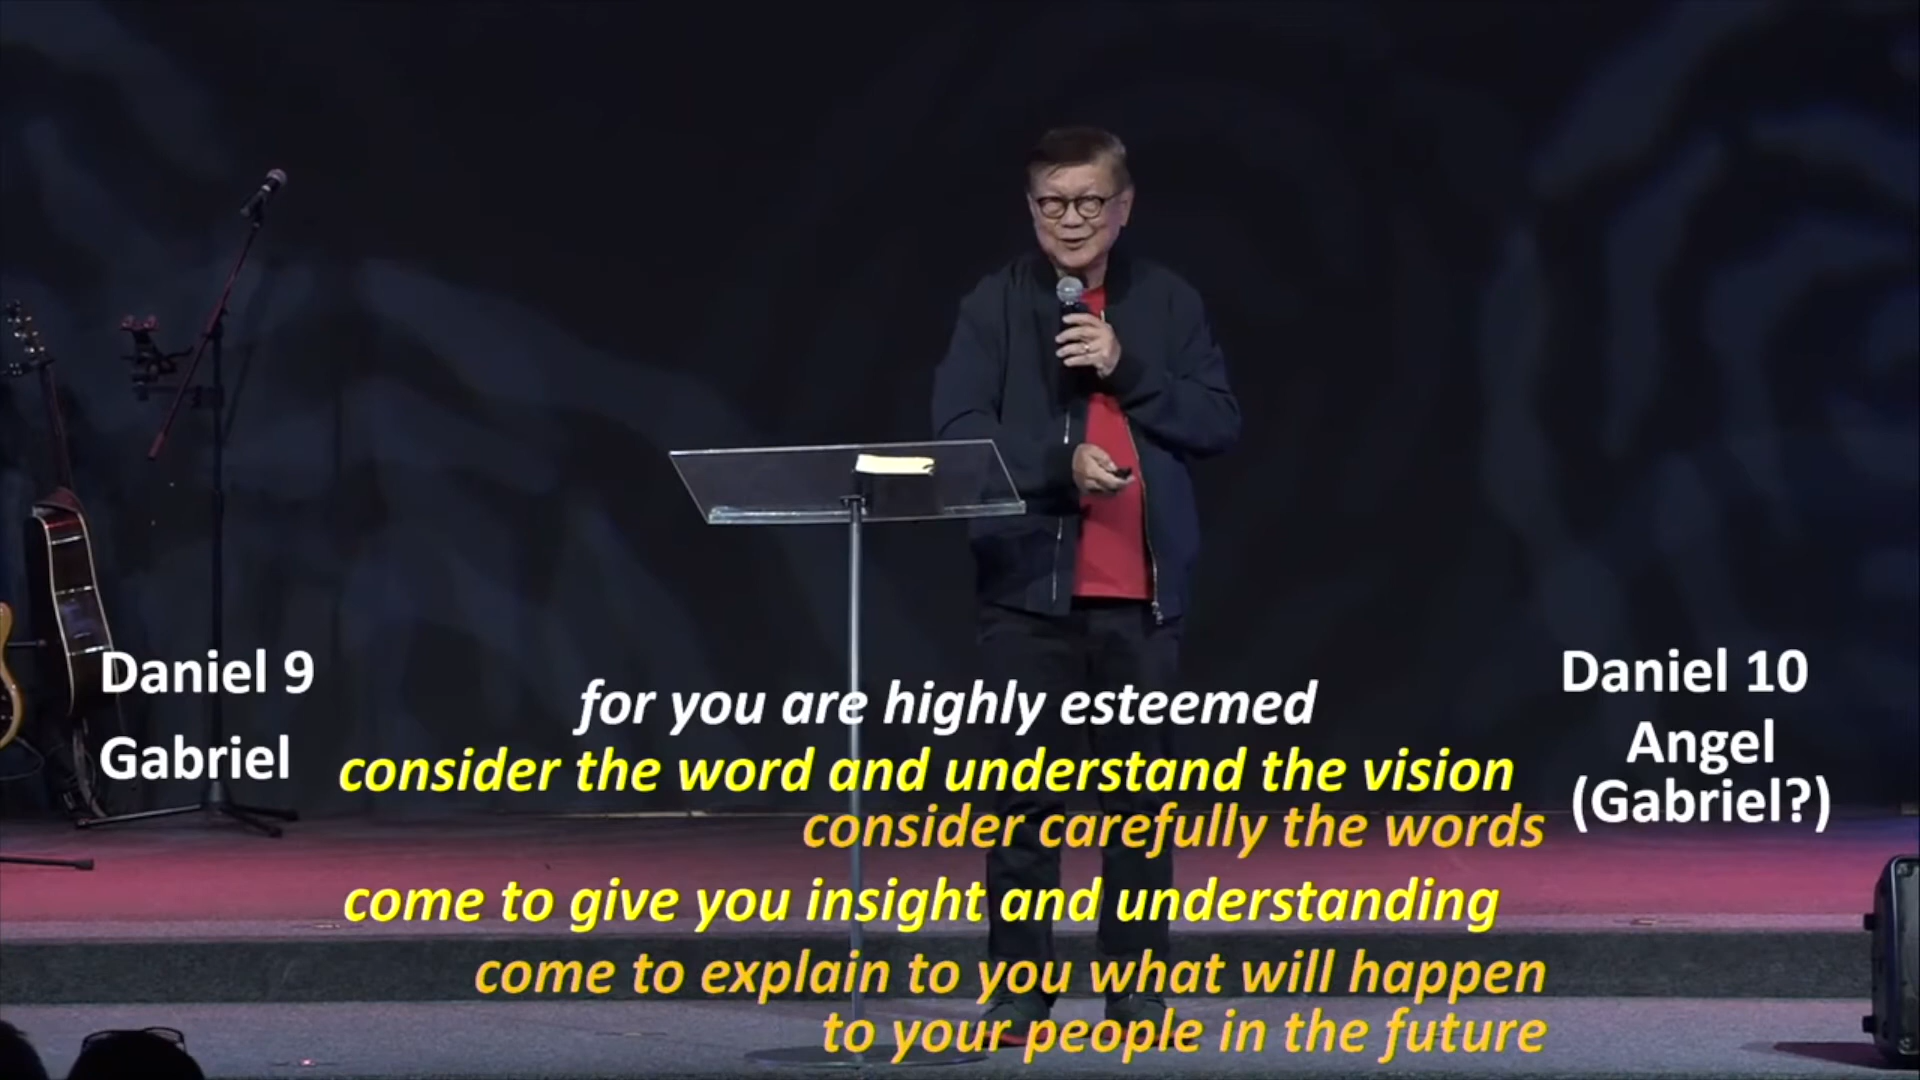 Daniel 9
Gabriel
for you are highly esteemed
consider the word and understand the vision
consider carefully the words
come to give you insight and understanding
come to explain to you what will happen
to your people in the future
Daniel 10
Angel
(Gabriel?)